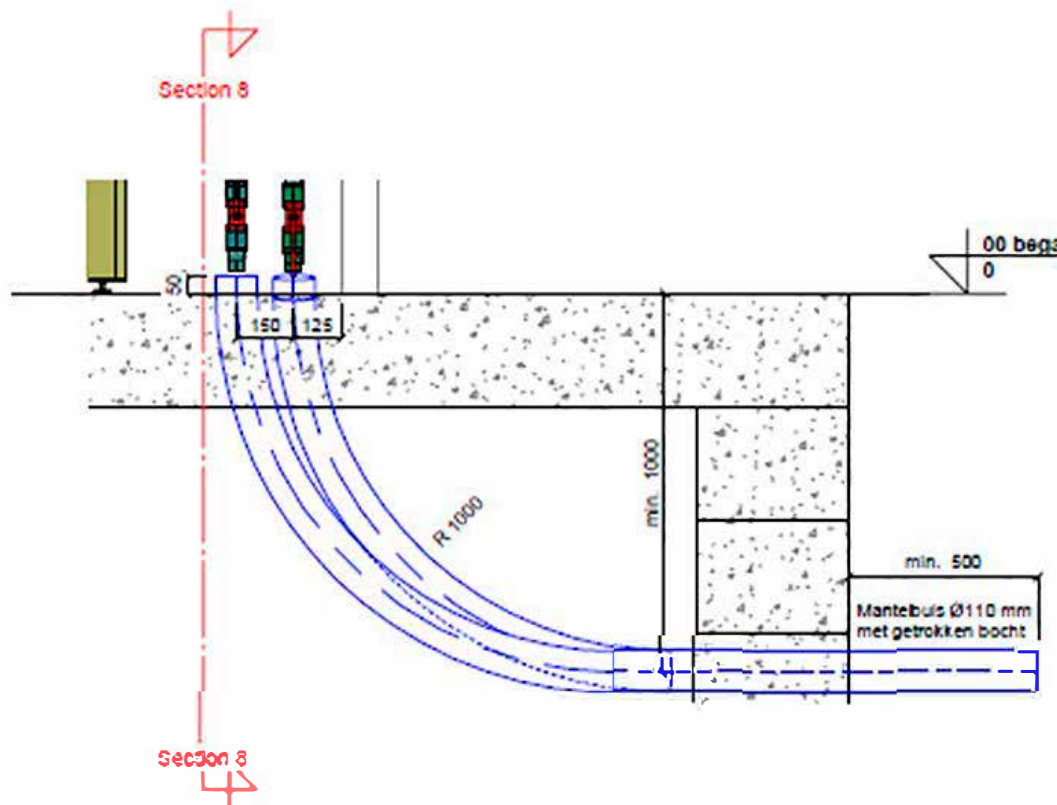 Section 8
00 bega
0
50
150
125
min. 1000
R 1000
min. 500
Mantelbuis Ø110 mm
met getrokken bocht
Section 8